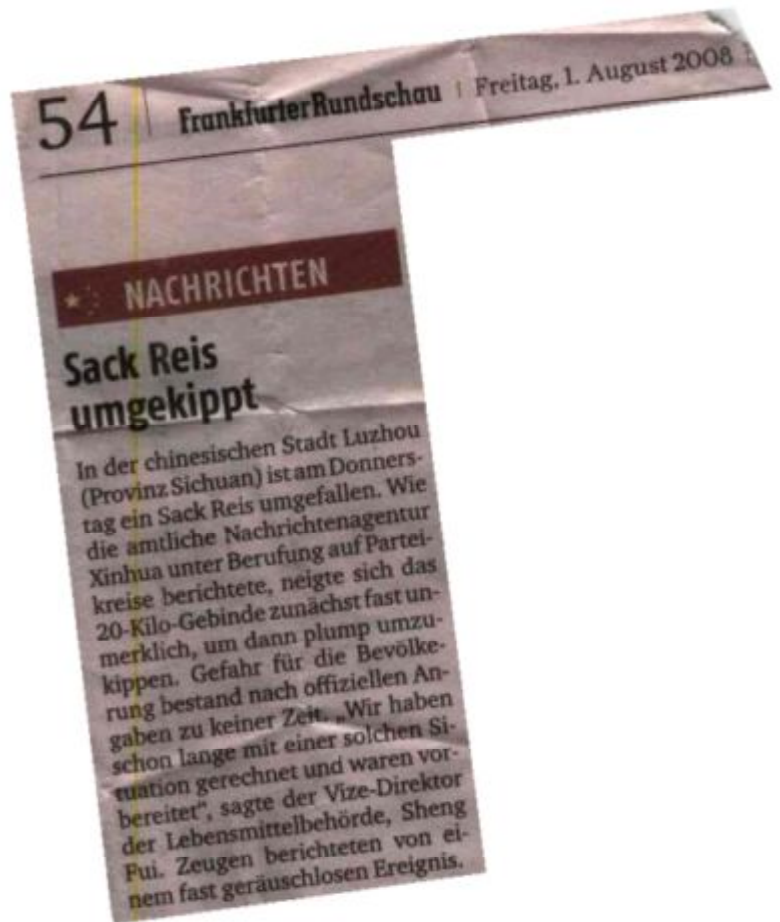 54 | FrankfurterRundschau | Freitag, 1. August 2008
NACHRICHTEN
Sack Reis
umgekippt
In der chinesischen Stadt Luzhou
(Provinz Sichuan) ist am Donners-
tag ein Sack Reis umgefallen. Wie
die amtliche Nachrichtenagentur
Xinhua unter Berufung auf Partei-
kreise berichtete, neigte sich das
20-Kilo-Gebinde zunächst fast un-
merklich, um dann plump umzu-
kippen. Gefahr für die Bevölke-
rung bestand nach offiziellen An-
gaben zu keiner Zeit. „Wir haben
schon lange mit einer solchen Si-
tuation gerechnet und waren vor-
bereitet", sagte der Vize-Direktor
der Lebensmittelbehörde, Sheng
Fui. Zeugen berichteten von ei-
nem fast geräuschlosen Ereignis.